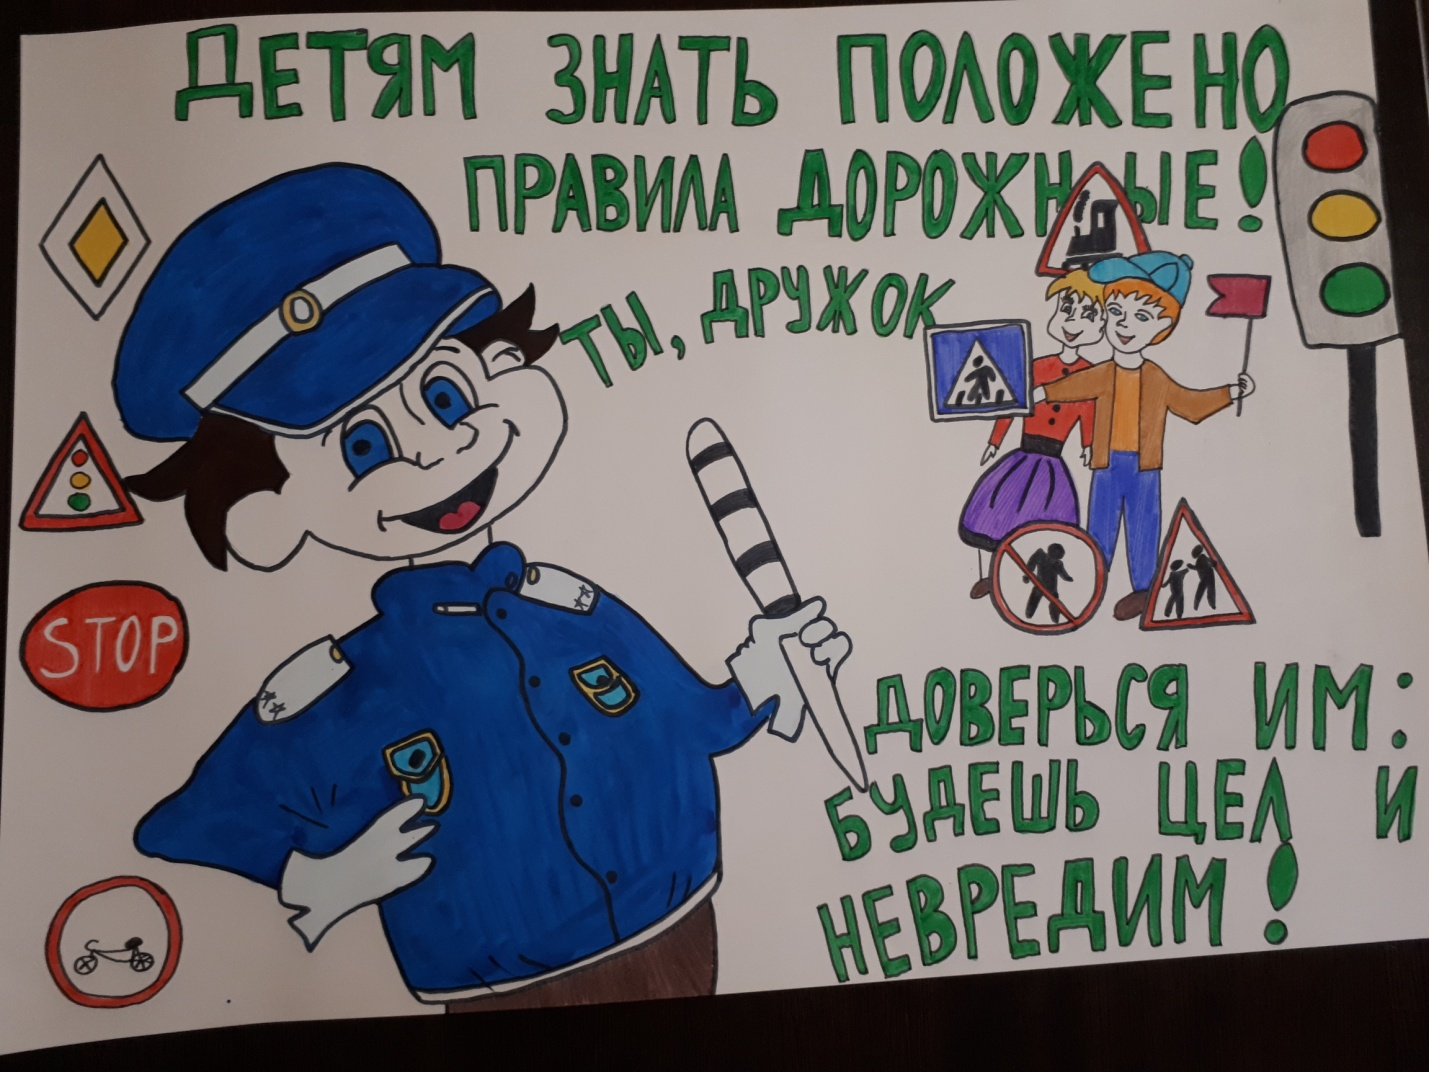 ДЕТЯМ ЗНАТЬ ПОЛОЖЕНО
ПРАВИЛА ДОРОЖНЫЕ!
ТЫ, ДРУЖОК
ДОВЕРЬСЯ ИМ:
БУДЕШЬ ЦЕЛ И
НЕВРЕДИМ!
STOP